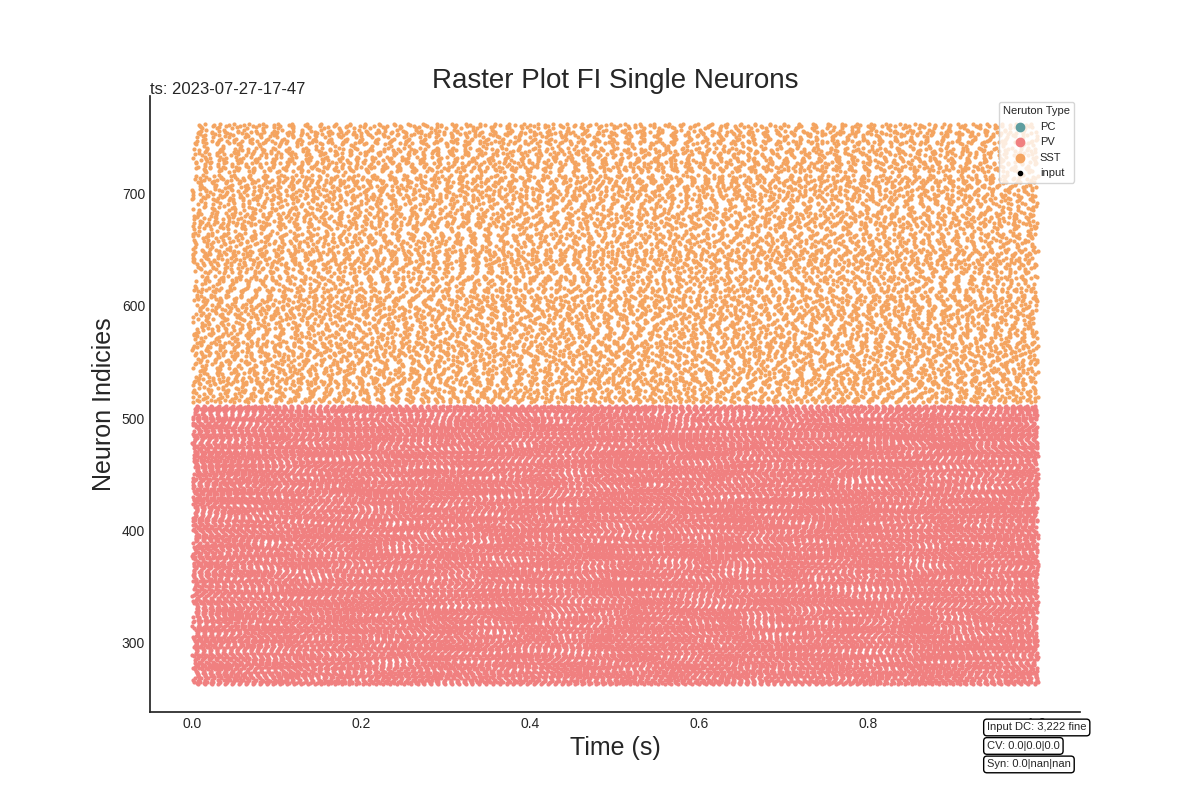 Raster Plot FI Single Neurons
ts: 2023-07-27-17-47
Neruton Type
PC
PV
SST
input
700
600
500
400
300
Neuron Indicies
0.0 0.2 0.4 0.6 0.8
Time (s)
Input DC: 3,222 fine
CV: 0.0|0.0|0.0
Syn: 0.0|nan|nan